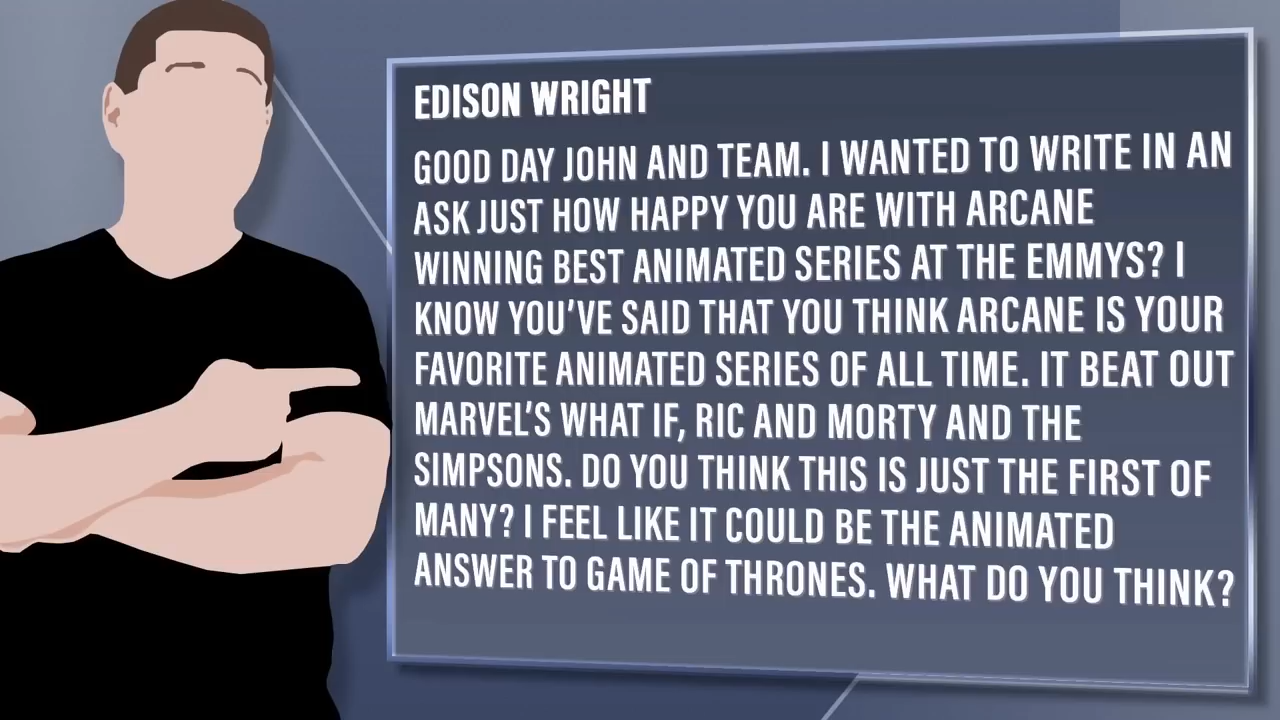 EDISON WRIGHT
GOOD DAY JOHN AND TEAM. I WANTED TO WRITE IN AN
ASK JUST HOW HAPPY YOU ARE WITH ARCANE
WINNING BEST ANIMATED SERIES AT THE EMMYS? I
KNOW YOU'VE SAID THAT YOU THINK ARCANE IS YOUR
FAVORITE ANIMATED SERIES OF ALL TIME. IT BEAT OUT
MARVEL'S WHAT IF, RIC AND MORTY AND THE
SIMPSONS. DO YOU THINK THIS IS JUST THE FIRST OF
MANY? I FEEL LIKE IT COULD BE THE ANIMATED
ANSWER TO GAME OF THRONES. WHAT DO YOU THINK?